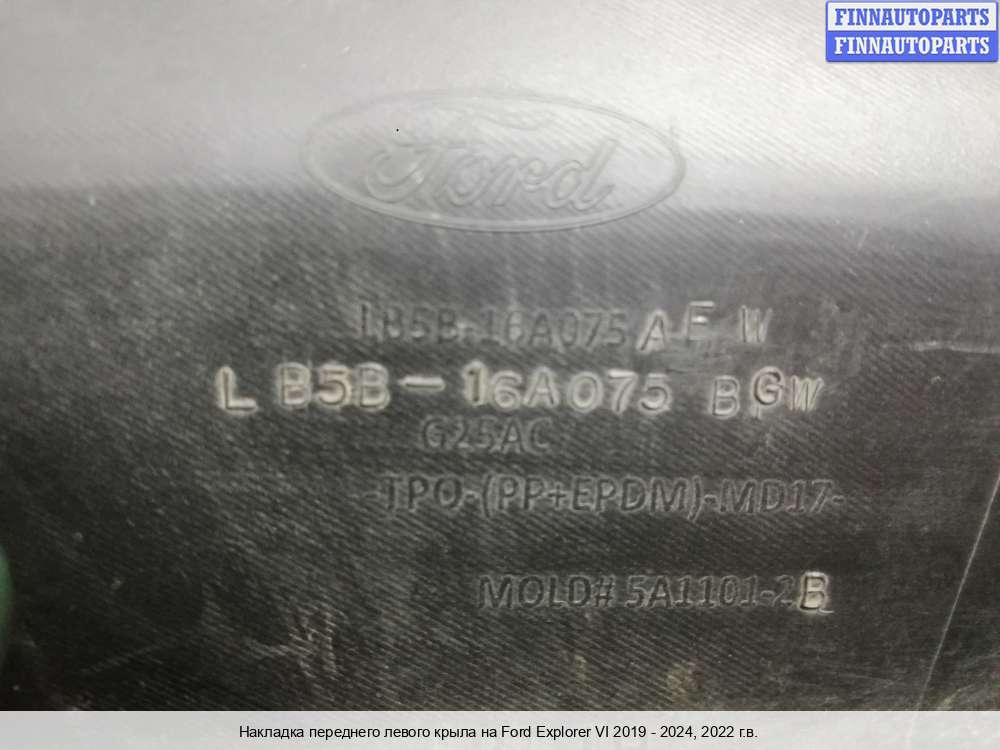 FINNAUTOPARTS
FINNAUTOPARTS
Ford
LB5B-16A075 AE W
LB5B-16A075 BGW
G25AC
-TPO-(PP+EPDM)-MD17-
MOLD# 5A1101-2B
Накладка переднего левого крыла на Ford Explorer VI 2019 - 2024, 2022 г.в.